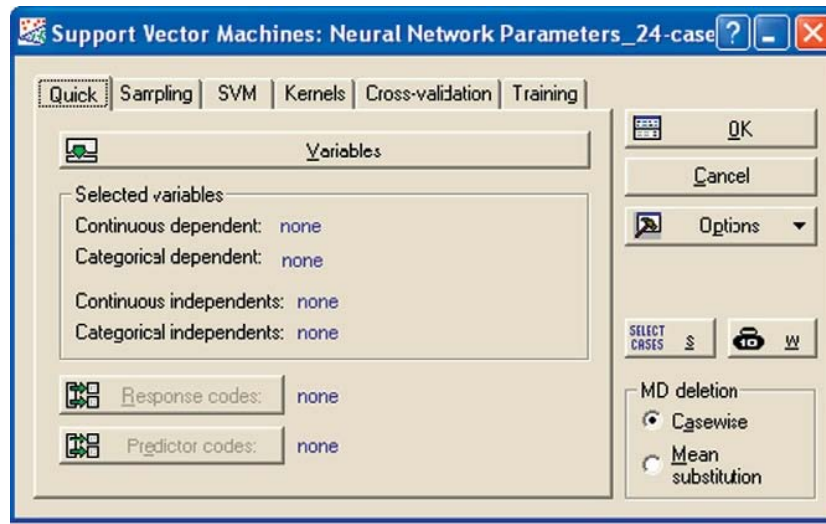 Support Vector Machines: Neural Network Parameters_24-case
Quick Sampling SVM Kernels Cross-validation Training
Variables
Selected variables
Continuous dependent: none
Categorical dependent: none
Continuous independents: none
Categorical independents: none
Response codes: none
Predictor codes: none
OK
Cancel
Options
SELECT CASES S
10 W
MD deletion
Casewise
Mean
substitution